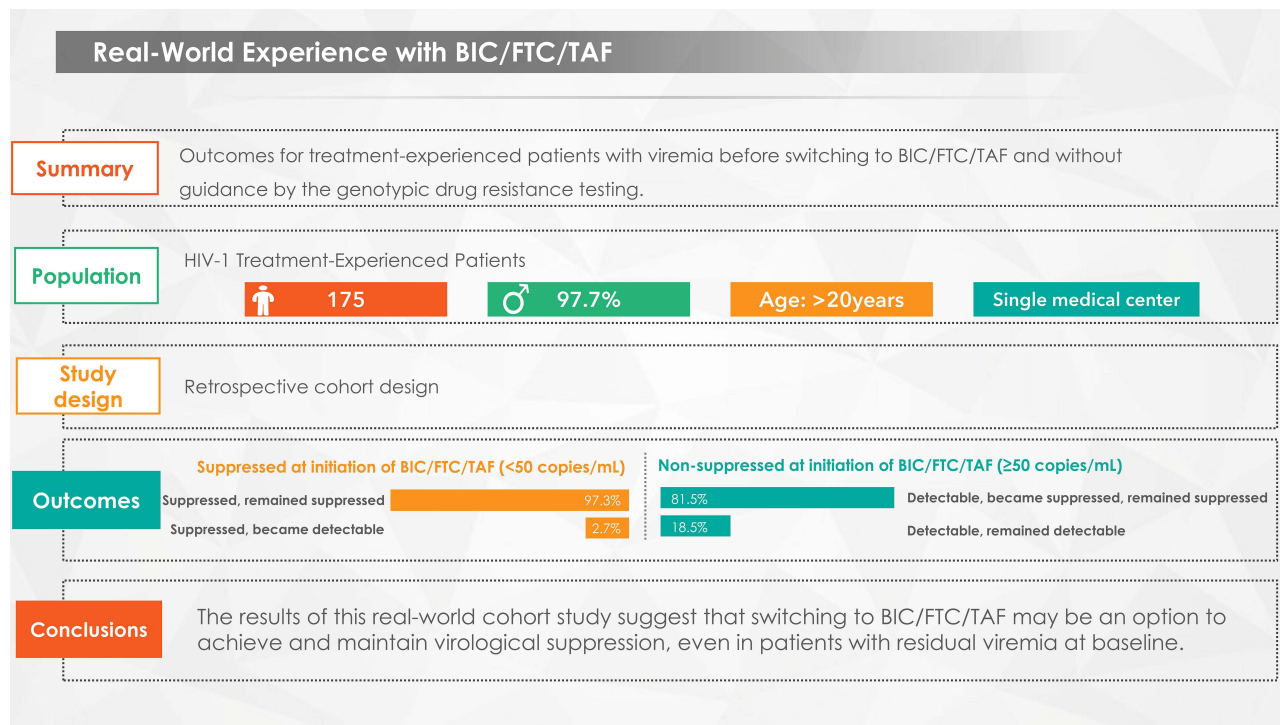 Real-World Experience with BIC/FTC/TAF
Summary
Outcomes for treatment-experienced patients with viremia before switching to BIC/FTC/TAF and without
guidance by the genotypic drug resistance testing.
Population
HIV-1 Treatment-Experienced Patients
175
97.7%
Age: >20years
Single medical center
Study
design
Retrospective cohort design
Outcomes
Suppressed at initiation of BIC/FTC/TAF (<50 copies/mL)
Suppressed, remained suppressed
97.3%
Suppressed, became detectable
2.7%
Non-suppressed at initiation of BIC/FTC/TAF (≥50 copies/mL)
81.5%
Detectable, became suppressed, remained suppressed
18.5%
Detectable, remained detectable
Conclusions
The results of this real-world cohort study suggest that switching to BIC/FTC/TAF may be an option to
achieve and maintain virological suppression, even in patients with residual viremia at baseline.